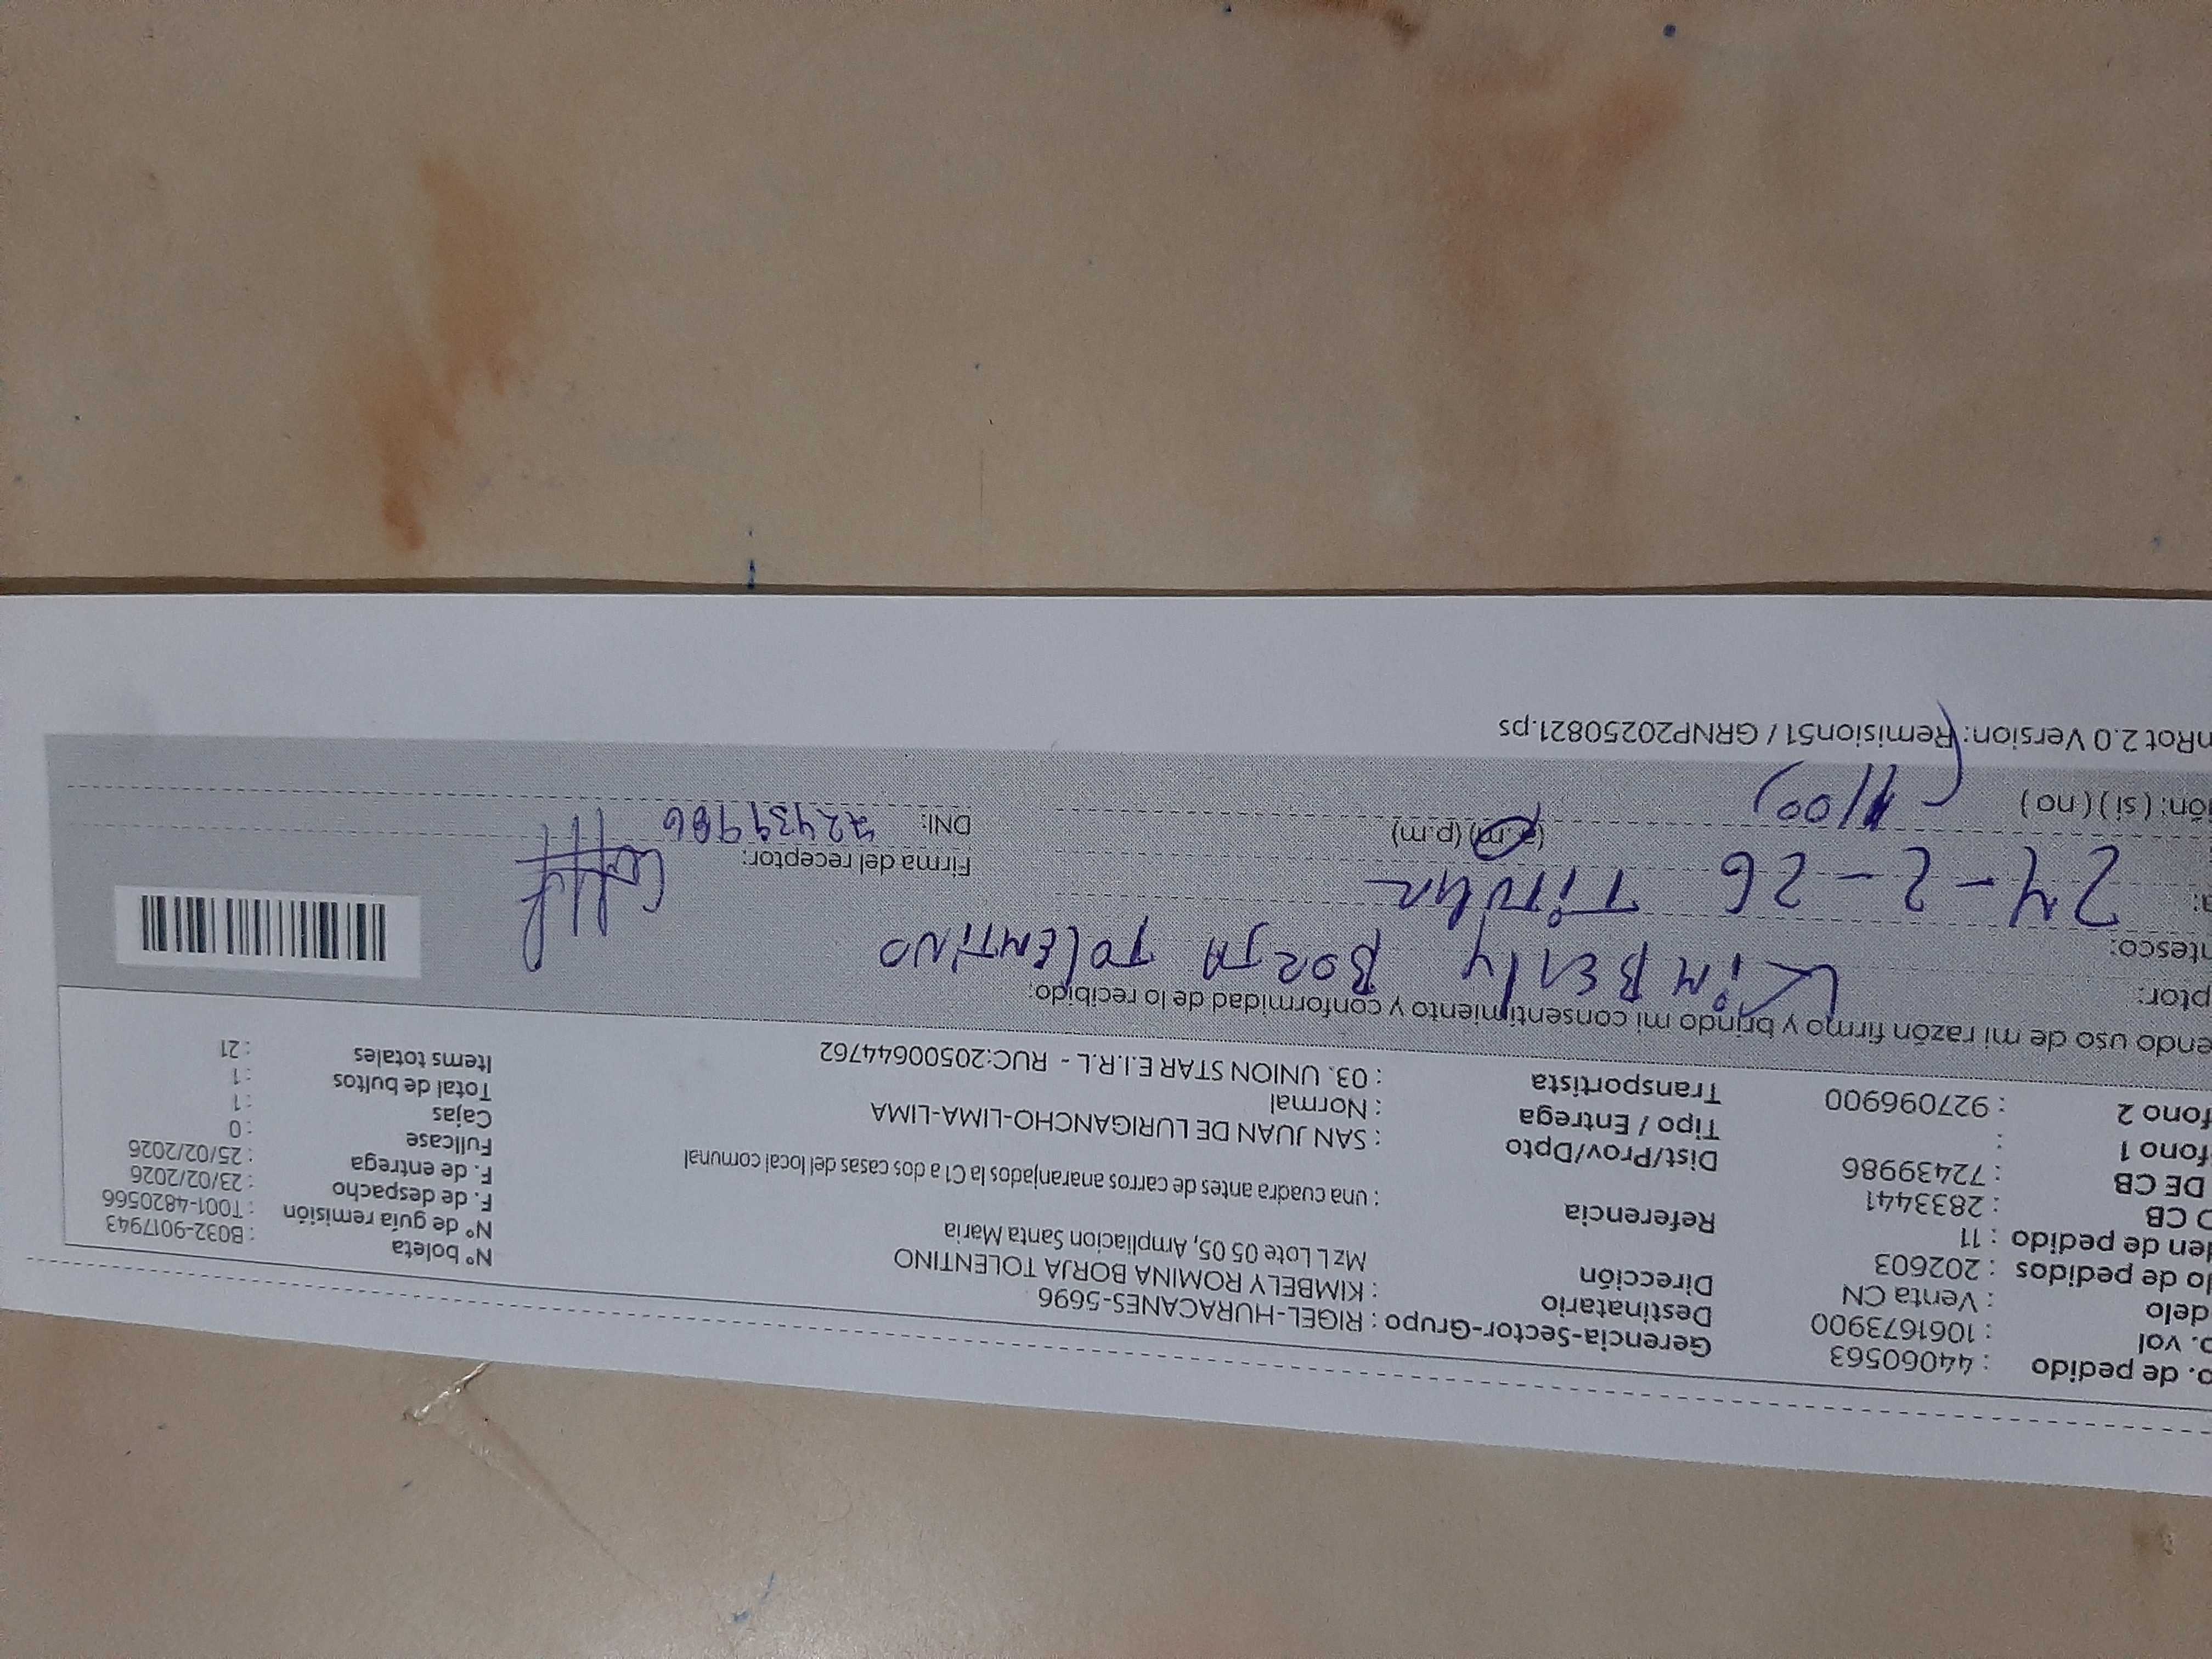 o. de pedido : 44060563 Gerencia-Sector-Grupo : RIGEL-HURACANES-5696
o. vol : 1061673900 Destinatario : KIMBELY ROMINA BORJA TOLENTINO Nº boleta : B032-9017943
delo : Venta CN Dirección Mz L Lote 05 05, Ampliacion Santa Maria Nº de guía remisión : T001-4820566
do de pedidos : 202603 F. de despacho : 23/02/2026
den de pedido : 11 Referencia : una cuadra antes de carros anaranjados la C1 a dos casas del local comunal F. de entrega : 25/02/2026
O CB : 2833441 Fullcase : 0
DE CB : 72439986 Dist/Prov/Dpto : SAN JUAN DE LURIGANCHO-LIMA-LIMA Cajas : 1
fono 1 : Tipo / Entrega : Normal Total de bultos : 1
fono 2 : 927096900 Transportista : 03. UNION STAR E.I.R.L - RUC:20500644762 Items totales : 21
endo uso de mi razón firmo y brindo mi consentimiento y conformidad de lo recibido;
ptor: KiMBERly BORJA TOLENTiNO
ntesco: TiTULAR
a: 24-2-26 Firma del receptor:
1/00) (a.m) (p.m) DNI: 72439986
ión: (si) (no)
nRot 2.0 Version: Remision51 / GRNP20250821.ps